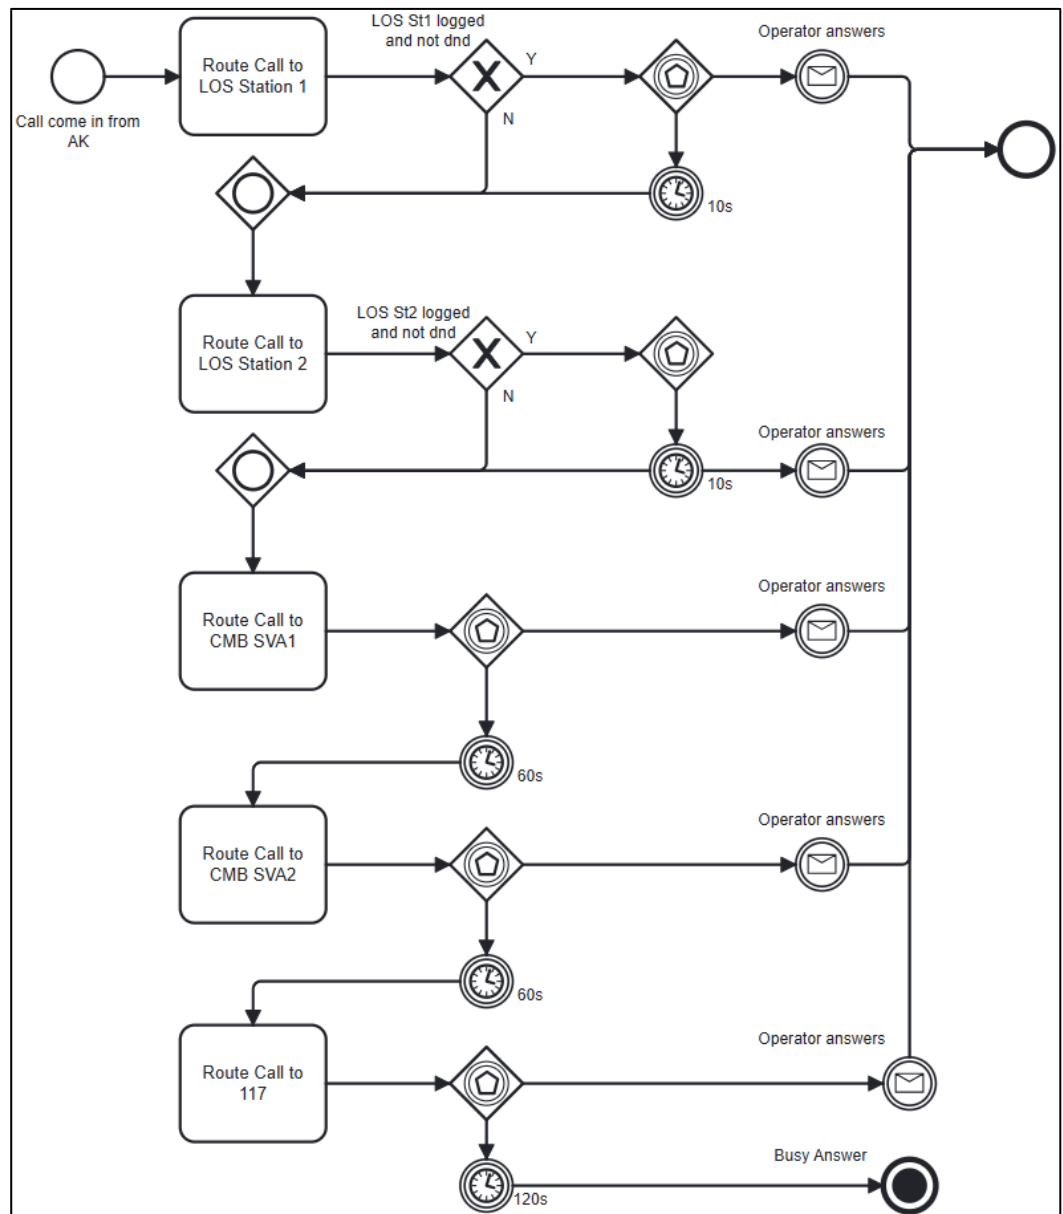 LOS St1 logged
and not dnd
Operator answers
Route Call to
LOS Station 1
Y
N
Call come in from
AK
10s
LOS St2 logged
and not dnd
Route Call to
LOS Station 2
Y
N
Operator answers
10s
Operator answers
Route Call to
CMB SVA1
60s
Operator answers
Route Call to
CMB SVA2
60s
Operator answers
Route Call to
117
Busy Answer
120s